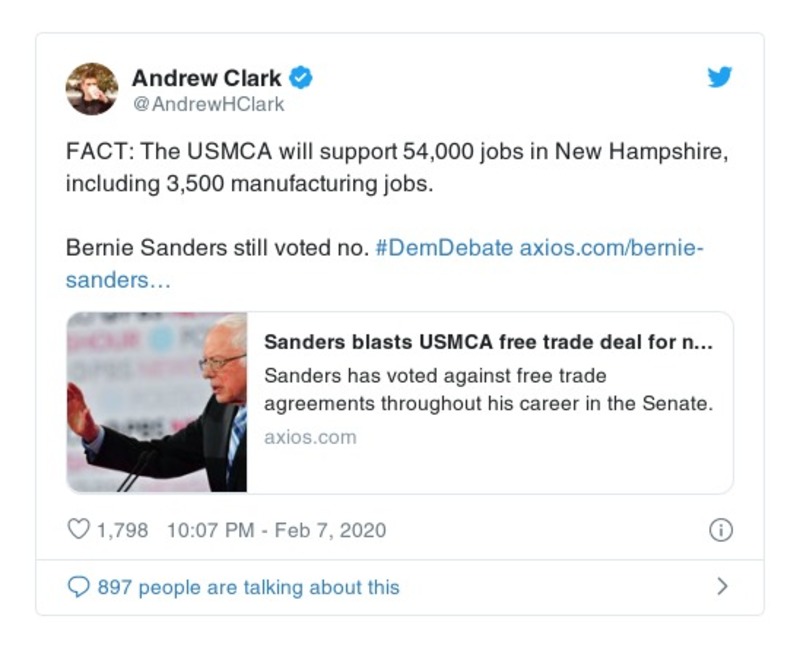 Andrew Clark
@AndrewHClark
FACT: The USMCA will support 54,000 jobs in New Hampshire,
including 3,500 manufacturing jobs.
Bernie Sanders still voted no. #DemDebate axios.com/bernie-
sanders…
Sanders blasts USMCA free trade deal for n...
Sanders has voted against free trade
agreements throughout his career in the Senate.
axios.com
1,798 10:07 PM - Feb 7, 2020
897 people are talking about this